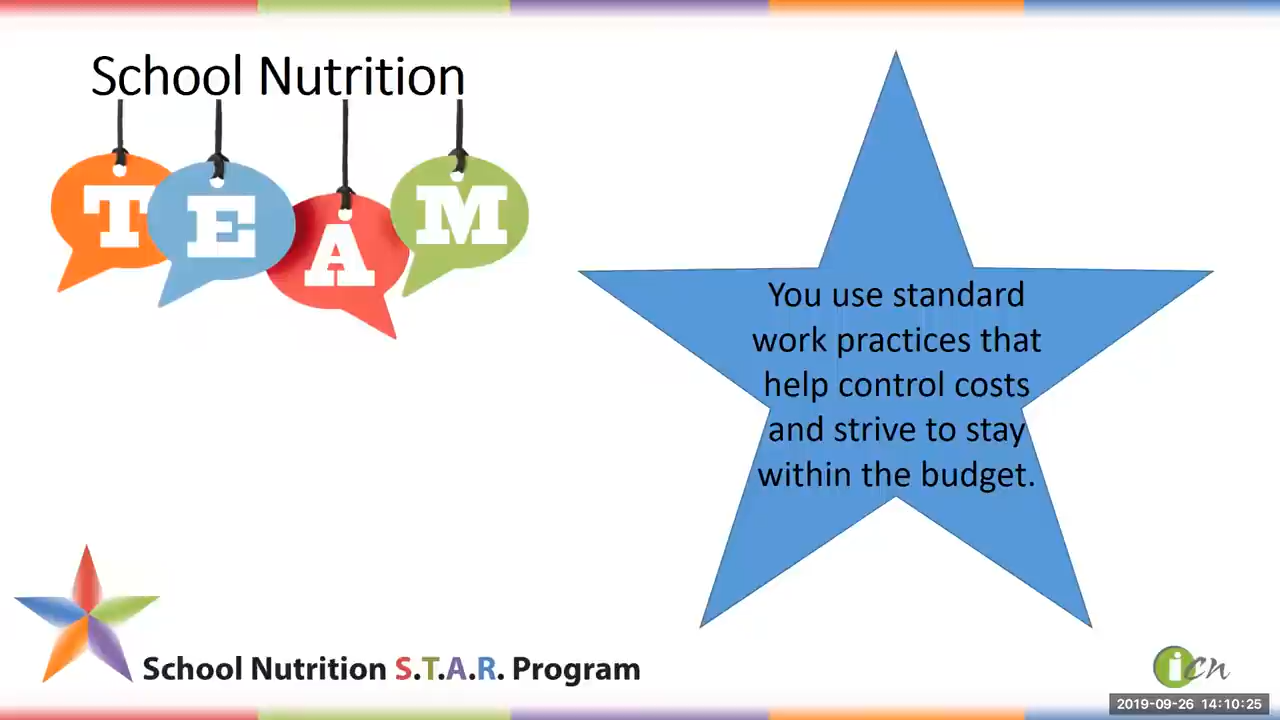 School Nutrition
TEAM
You use standard
work practices that
help control costs
and strive to stay
within the budget.
School Nutrition S.T.A.R. Program
icn
2019-09-26 14:10:25